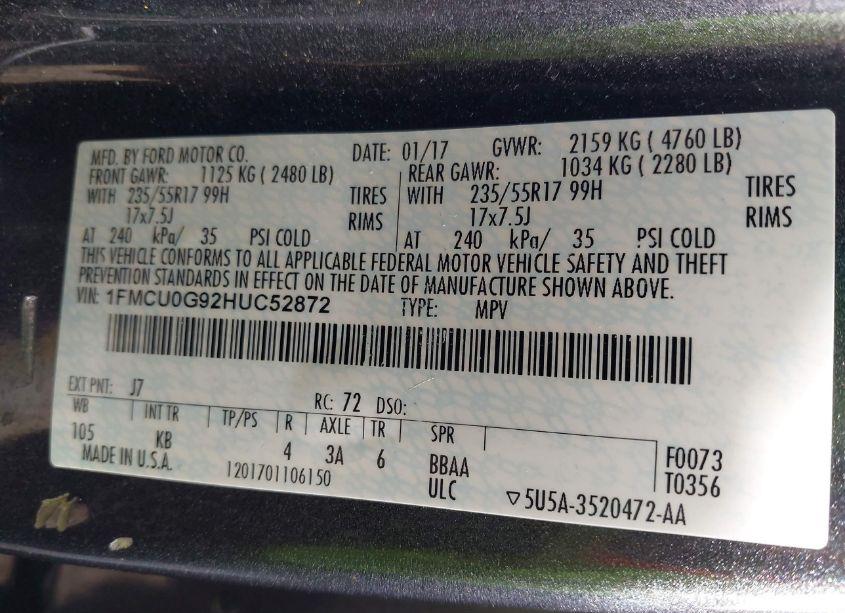 MFD. BY FORD MOTOR CO. DATE: 01/17 GVWR: 2159 KG ( 4760 LB)
FRONT GAWR: 1125 KG ( 2480 LB) REAR GAWR: 1034 KG ( 2280 LB)
WITH 235/55R17 99H TIRES WITH 235/55R17 99H TIRES
17x7.5J RIMS 17x7.5J RIMS
AT 240 kPa/ 35 PSI COLD AT 240 kPa/ 35 PSI COLD
THIS VEHICLE CONFORMS TO ALL APPLICABLE FEDERAL MOTOR VEHICLE SAFETY AND THEFT
PREVENTION STANDARDS IN EFFECT ON THE DATE OF MANUFACTURE SHOWN ABOVE.
VIN: 1FMCU0G92HUC52872 TYPE: MPV
EXT PNT: J7 RC: 72 DSO:
WB INT TR TP/PS R AXLE TR SPR
105 KB 4 3A 6 BBAA F0073
MADE IN U.S.A. 1201701106150 ULC T0356
▽5U5A-3520472-AA